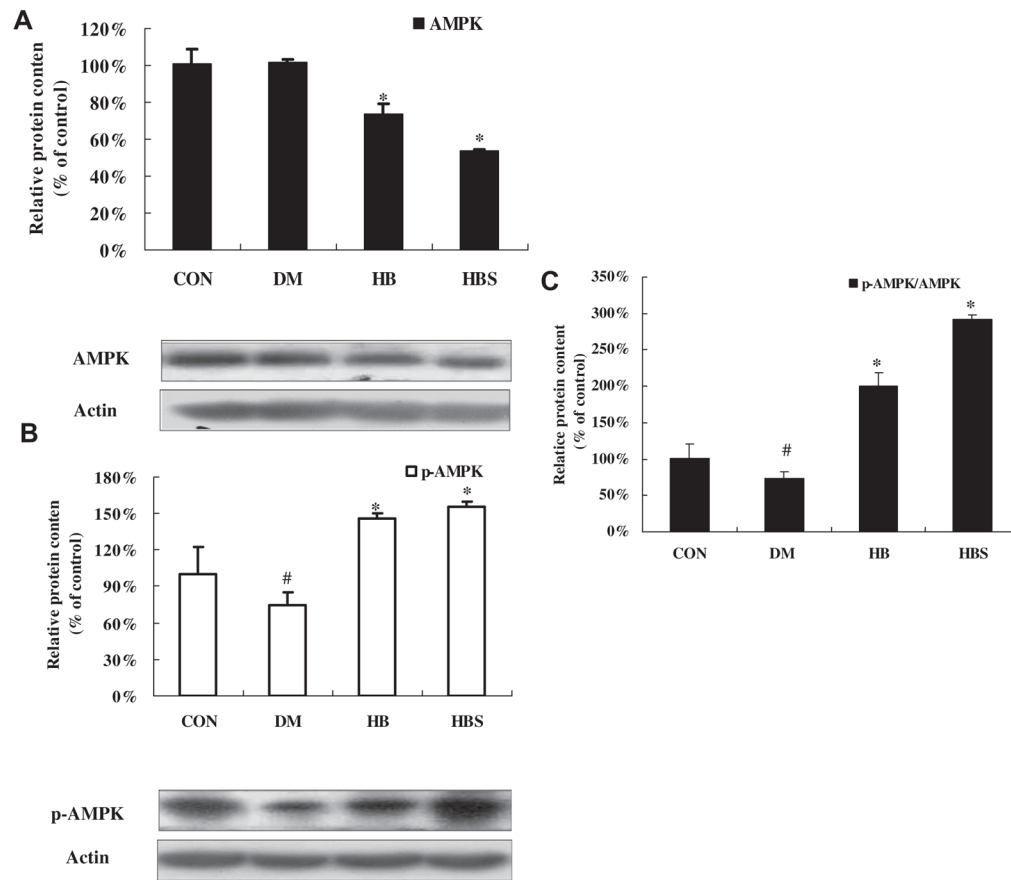 A
AMPK
Relative protein conten
(% of control)
120%
100%
80%
60%
40%
20%
0%
*
*
CON DM HB HBS
AMPK
Actin
B
p-AMPK
Relative protein conten
(% of control)
180%
150%
120%
90%
60%
30%
0%
#
*
*
CON DM HB HBS
p-AMPK
Actin
C
p-AMPK/AMPK
Relatice protein content
(% of control)
350%
300%
250%
200%
150%
100%
50%
0%
#
*
*
CON DM HB HBS